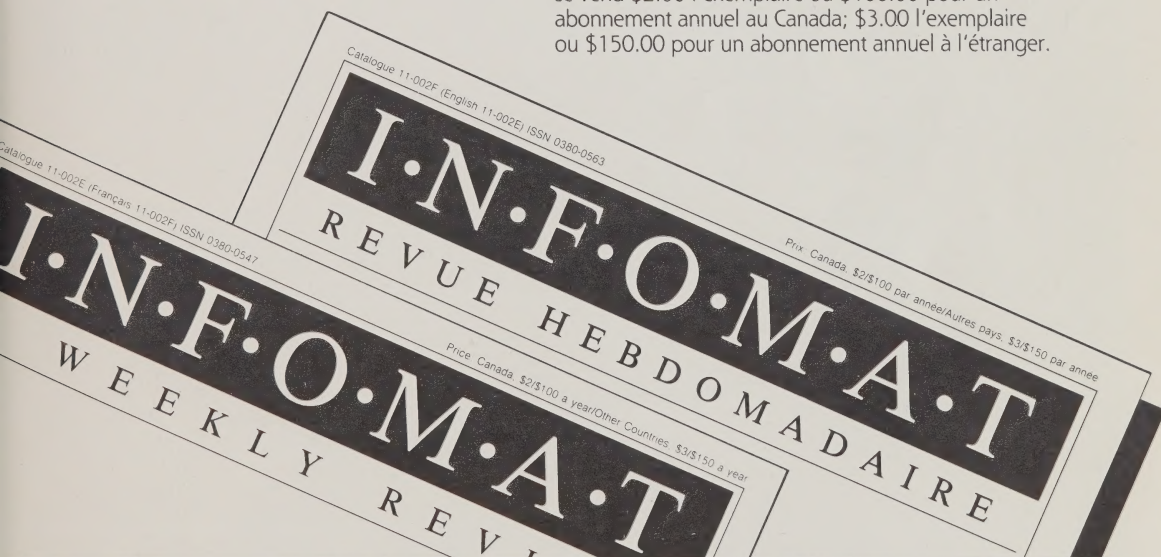 abonnement annuel au Canada; $3.00 l'exemplaire
ou $150.00 pour un abonnement annuel à l'étranger.
Catalogue 11-002F (English 11-002E) ISSN 0380-0563
Prix: Canada, $2/$100 par année/Autres pays, $3/$150 par année
I•N•F•O•M•A•T
REVUE HEBDOMADAIRE
Catalogue 11-002E (Français 11-002F) ISSN 0380-0547
Price: Canada, $2/$100 a year/Other Countries, $3/$150 a year
I•N•F•O•M•A•T
WEEKLY REVI